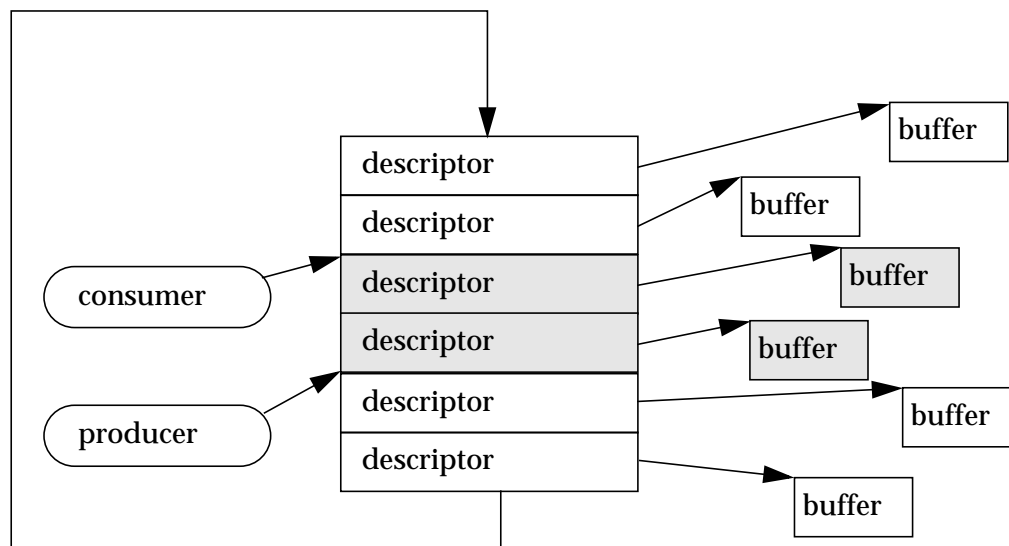 descriptor
buffer
descriptor
buffer
consumer
descriptor
buffer
descriptor
buffer
producer
descriptor
buffer
descriptor
buffer